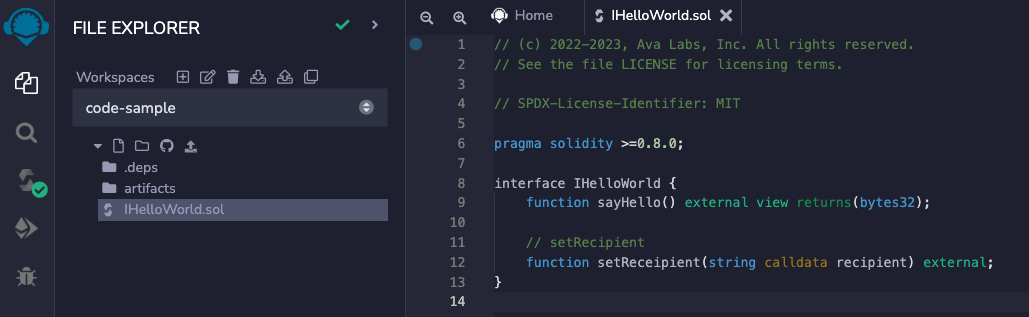 FILE EXPLORER
Workspaces
code-sample
.deps
artifacts
IHelloWorld.sol
Home
IHelloWorld.sol
1 // (c) 2022-2023, Ava Labs, Inc. All rights reserved.
2 // See the file LICENSE for licensing terms.
3
4 // SPDX-License-Identifier: MIT
5
6 pragma solidity >=0.8.0;
7
8 interface IHelloWorld {
9 function sayHello() external view returns(bytes32);
10
11 // setRecipient
12 function setReceipient(string calldata recipient) external;
13 }
14